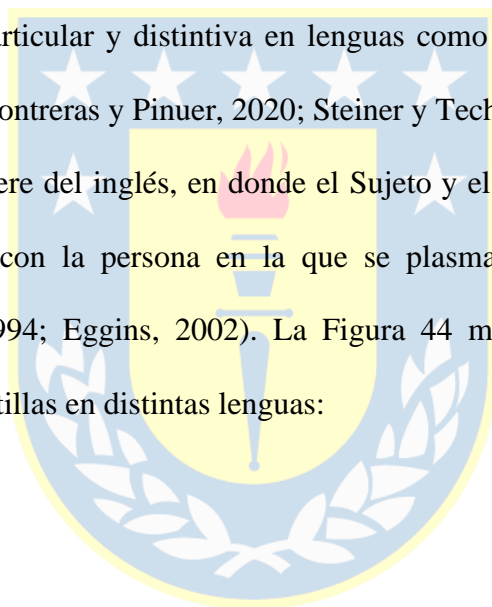 articular y distintiva en lenguas como
ontreras y Pinuer, 2020; Steiner y Tech
ere del inglés, en donde el Sujeto y el
con la persona en la que se plasma
994; Eggins, 2002). La Figura 44 m
tillas en distintas lenguas: